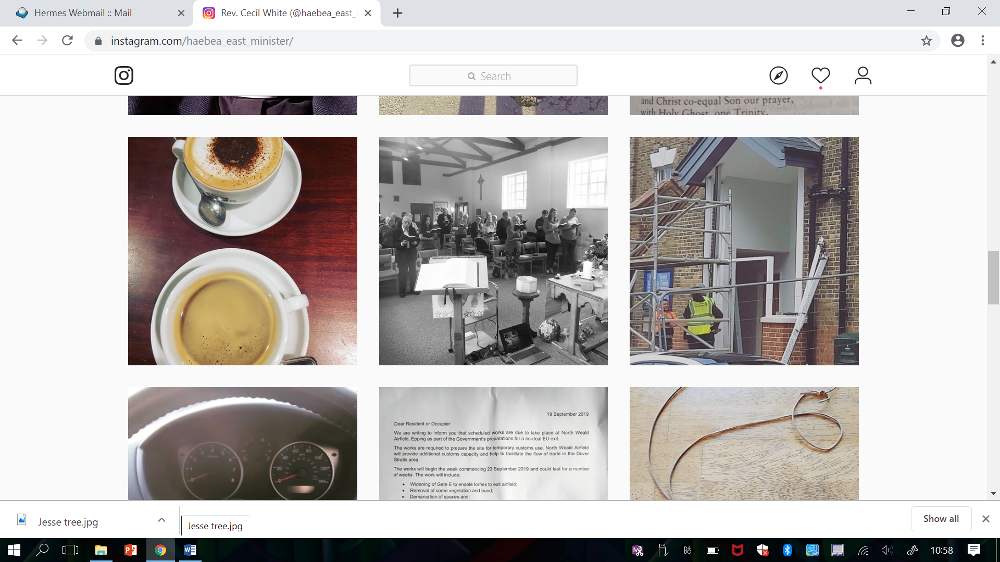 Hermes Webmail :: Mail
Rev. Cecil White (@haebea_east_
instagram.com/haebea_east_minister/
Search
and Christ co-equal Son our prayer,
with Holy Ghost, one Trinity,
19 September 2019
Dear Resident or Occupier
We are writing to inform you that scheduled works are due to take place at North Weald
Airfield, Epping as part of the Government's preparations for a no-deal EU exit.
The works are required to prepare the site for temporary customs use. North Weald Airfield
will provide additional customs capacity and help to facilitate the flow of trade in the Dover
Straits area.
The works will begin the week commencing 23 September 2019 and could last for a number
of weeks. The work will include;
• Widening of Gate E to enable lorries to exit airfield;
• Removal of some vegetation and bund;
• Demarcation of spaces and;
Jesse tree.jpg
Jesse tree.jpg
Show all
10:58